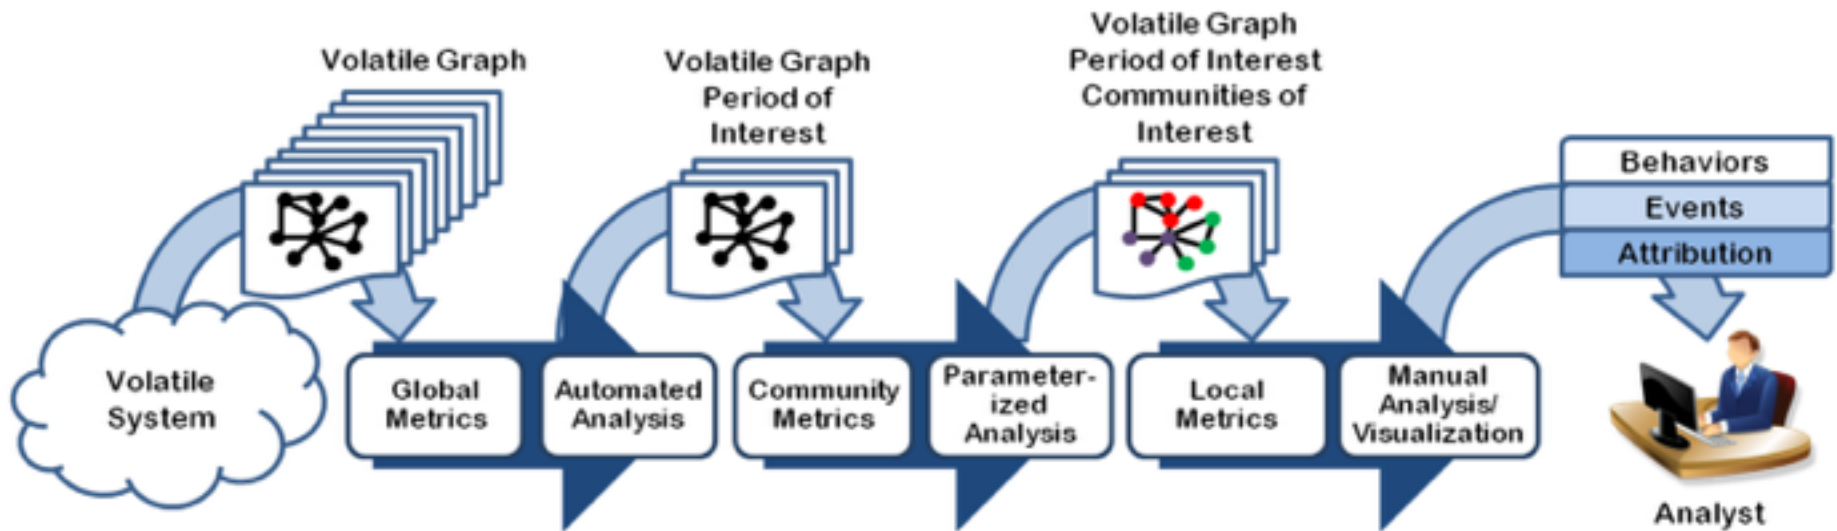 Volatile Graph
Volatile Graph
Period of
Interest
Volatile Graph
Period of Interest
Communities of
Interest
Behaviors
Events
Attribution
Volatile
System
Global
Metrics
Automated
Analysis
Community
Metrics
Parameter-
ized
Analysis
Local
Metrics
Manual
Analysis/
Visualization
Analyst